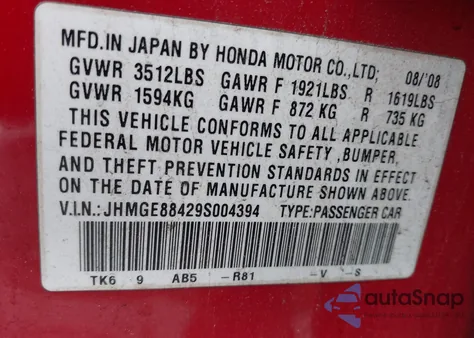 MFD.IN JAPAN BY HONDA MOTOR CO.,LTD; 08/'08
GVWR 3512LBS GAWR F 1921LBS R 1619LBS
GVWR 1594KG GAWR F 872 KG R 735 KG
THIS VEHICLE CONFORMS TO ALL APPLICABLE
FEDERAL MOTOR VEHICLE SAFETY ,BUMPER,
AND THEFT PREVENTION STANDARDS IN EFFECT
ON THE DATE OF MANUFACTURE SHOWN ABOVE.
V.I.N.:JHMGE88429S004394 TYPE:PASSENGER CAR
TK6 9 AB5 -R81 -V -S
autaSnap